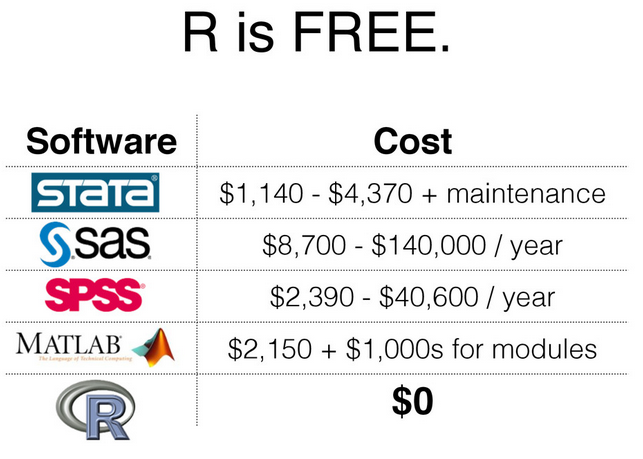 R is FREE.
Software Cost
STATA® $1,140 - $4,370 + maintenance
sas. $8,700 - $140,000 / year
SPSS® $2,390 - $40,600 / year
MATLAB® $2,150 + $1,000s for modules
The Language of Technical Computing
R $0